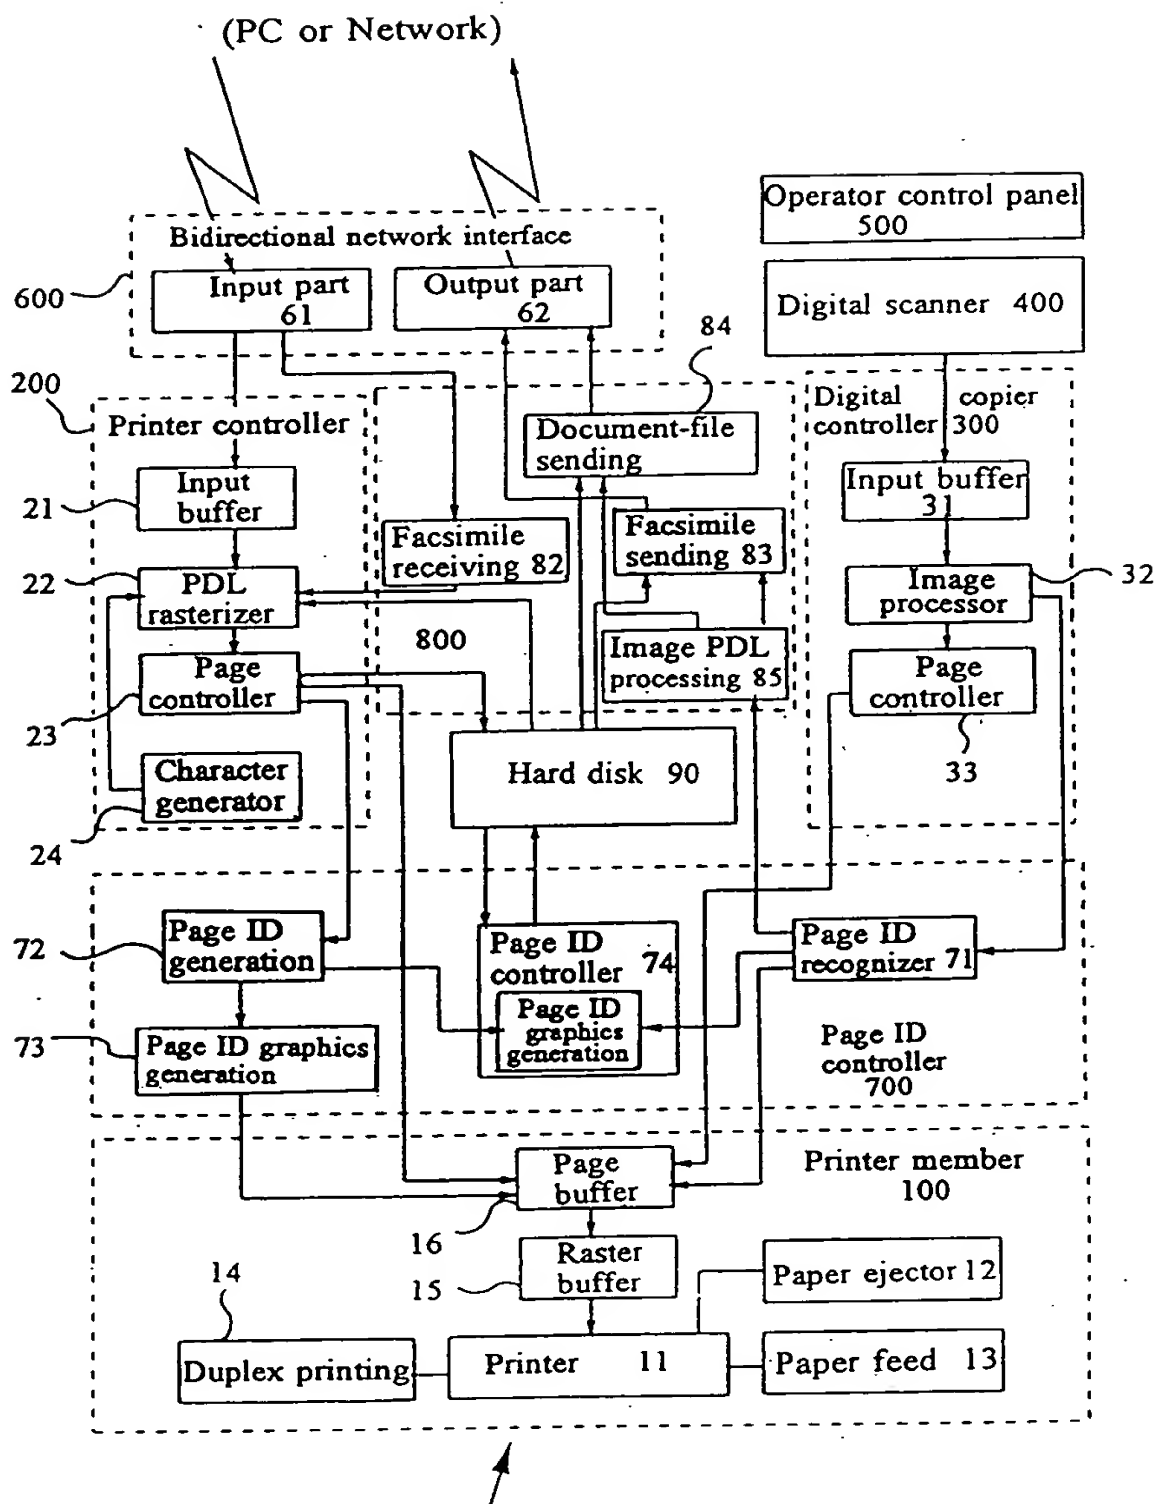 (PC or Network)
Operator control panel
500
Bidirectional network interface
600
Input part
61
Output part
62
Digital scanner 400
84
200
Printer controller
Document-file
sending
Digital copier
controller 300
21
Input
buffer
Input buffer
31
Facsimile
receiving 82
Facsimile
sending 83
22
PDL
rasterizer
Image
processor
32
800
Page
controller
23
Image PDL
processing 85
Page
controller
33
Character
generator
24
Hard disk 90
72
Page ID
generation
Page ID
controller 74
Page ID
graphics
generation
Page ID
recognizer 71
73
Page ID graphics
generation
Page ID
controller
700
Page
buffer
16
Printer member
100
Raster
buffer
15
Paper ejector 12
14
Duplex printing
Printer 11
Paper feed 13